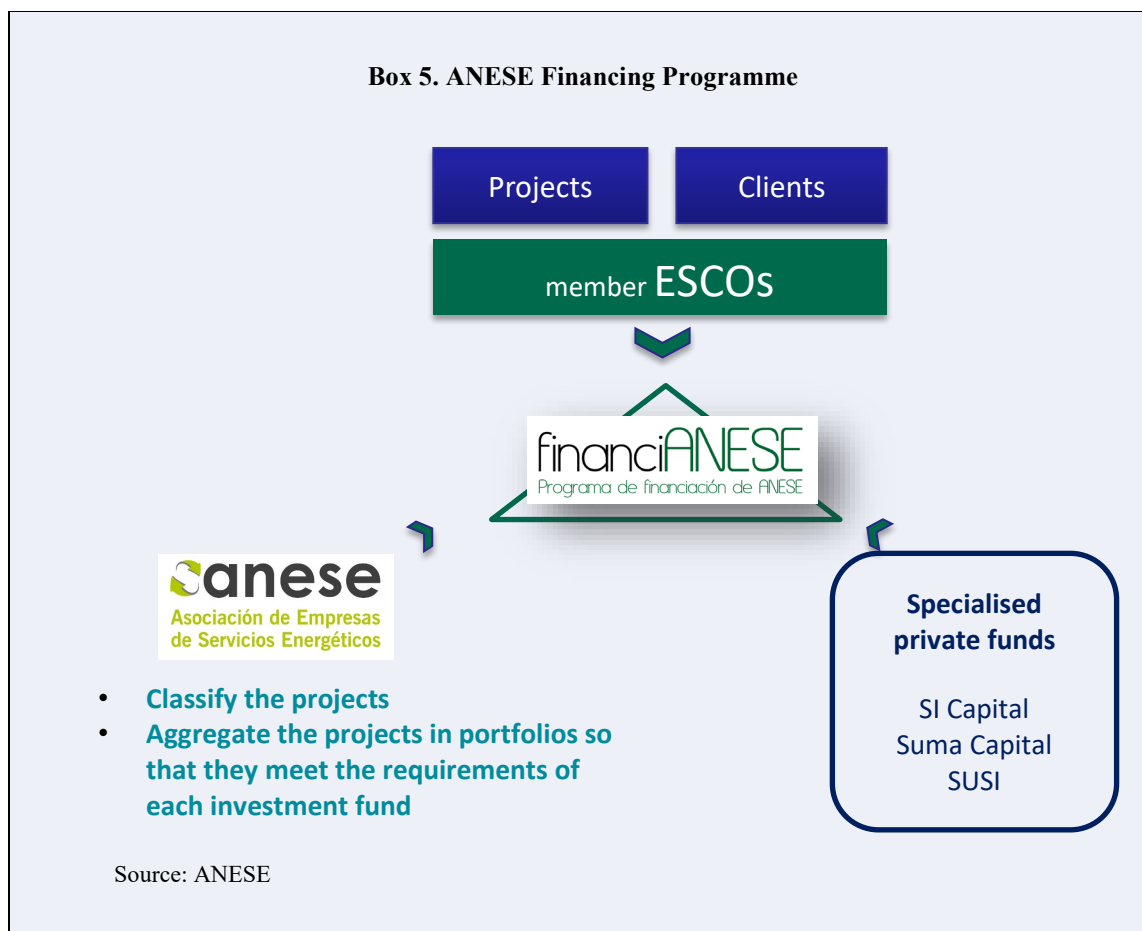 Box 5. ANESE Financing Programme
Projects
Clients
member ESCOs
financiANESE
Programa de financiación de ANESE
anese
Asociación de Empresas
de Servicios Energéticos
• Classify the projects
• Aggregate the projects in portfolios so
that they meet the requirements of
each investment fund
Specialised
private funds
SI Capital
Suma Capital
SUSI
Source: ANESE